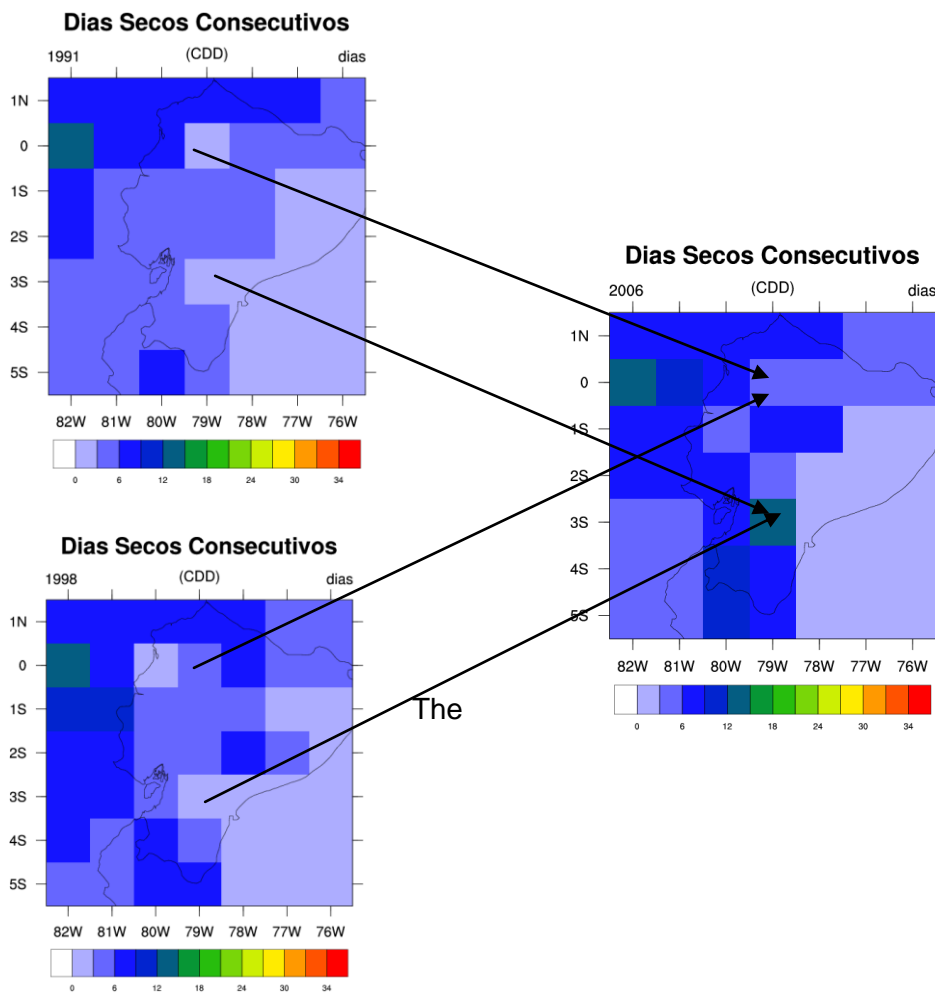 Dias Secos Consecutivos
1991 (CDD) dias
1N
0
1S
2S
3S
4S
5S
82W 81W 80W 79W 78W 77W 76W
0 6 12 18 24 30 34
Dias Secos Consecutivos
2006 (CDD) dias
1N
0
1S
2S
3S
4S
5S
82W 81W 80W 79W 78W 77W 76W
0 6 12 18 24 30 34
Dias Secos Consecutivos
1998 (CDD) dias
1N
0
1S
2S
3S
4S
5S
82W 81W 80W 79W 78W 77W 76W
0 6 12 18 24 30 34
The